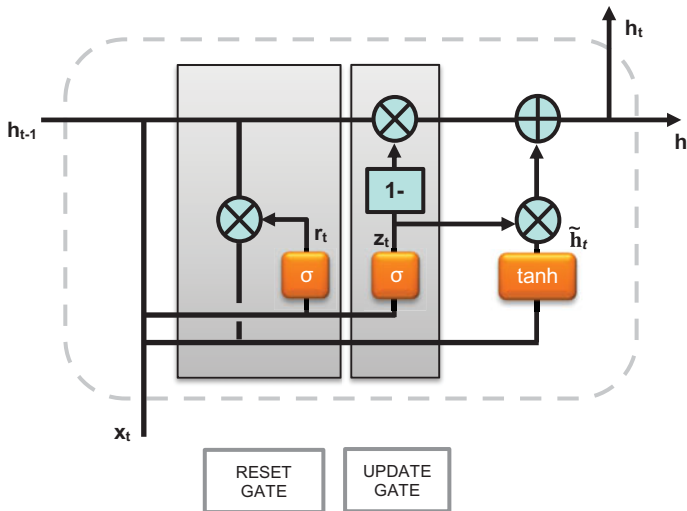 hₜ
hₜ₋₁
h
1-
rₜ
zₜ
h̃ₜ
σ
σ
tanh
xₜ
RESET
GATE
UPDATE
GATE